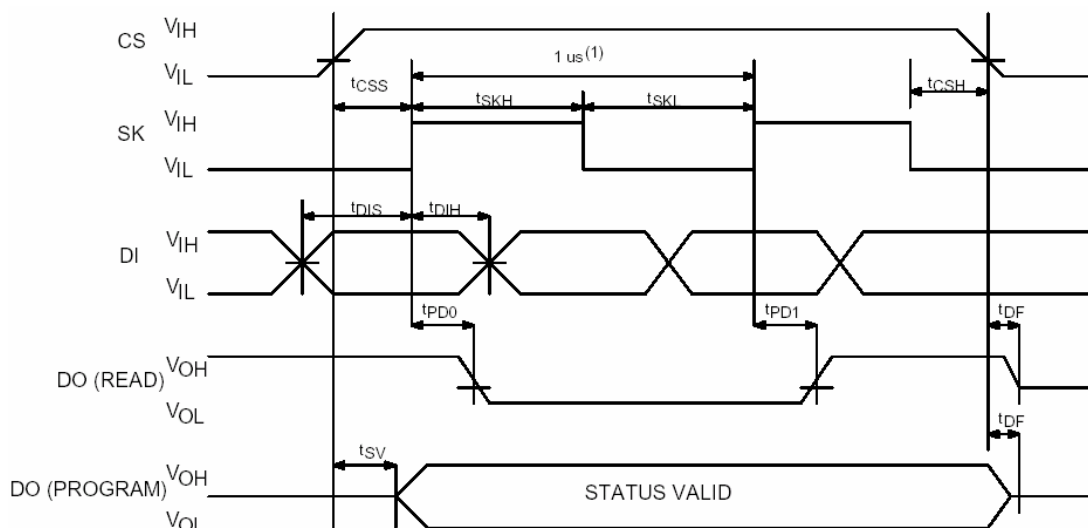 CS VIH
VIL
1 us(1)
tCSS tSKH tSKL tCSH
SK VIH
VIL
tDIS tDIH
DI VIH
VIL
tPD0 tPD1 tDF
DO (READ) VOH
VOL
tDF
tSV
DO (PROGRAM) VOH
STATUS VALID
VOL